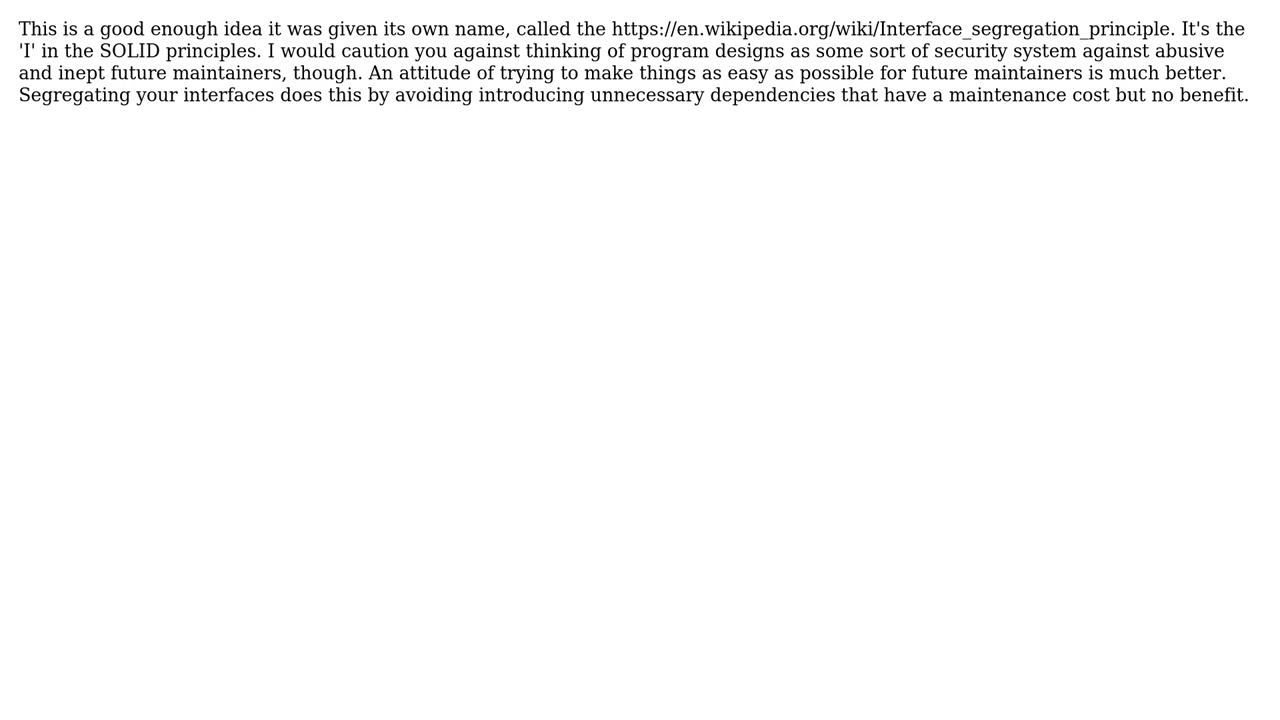 This is a good enough idea it was given its own name, called the https://en.wikipedia.org/wiki/Interface_segregation_principle. It's the
'I' in the SOLID principles. I would caution you against thinking of program designs as some sort of security system against abusive
and inept future maintainers, though. An attitude of trying to make things as easy as possible for future maintainers is much better.
Segregating your interfaces does this by avoiding introducing unnecessary dependencies that have a maintenance cost but no benefit.